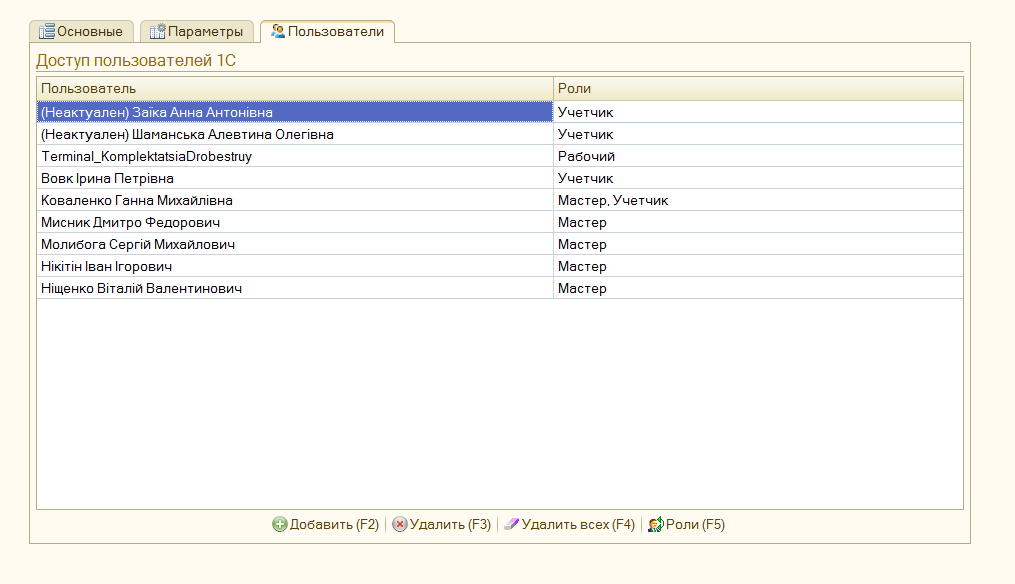 Основные Параметры Пользователи
Доступ пользователей 1С
Пользователь Роли
(Неактуален) Заїка Анна Антонівна Учетчик
(Неактуален) Шаманська Алевтина Олегівна Учетчик
Terminal_KomplektatsiaDrobestruy Рабочий
Вовк Ірина Петрівна Учетчик
Коваленко Ганна Михайлівна Мастер, Учетчик
Мисник Дмитро Федорович Мастер
Молибога Сергій Михайлович Мастер
Нікітін Іван Ігорович Мастер
Ніщенко Віталій Валентинович Мастер
Добавить (F2) Удалить (F3) Удалить всех (F4) Роли (F5)